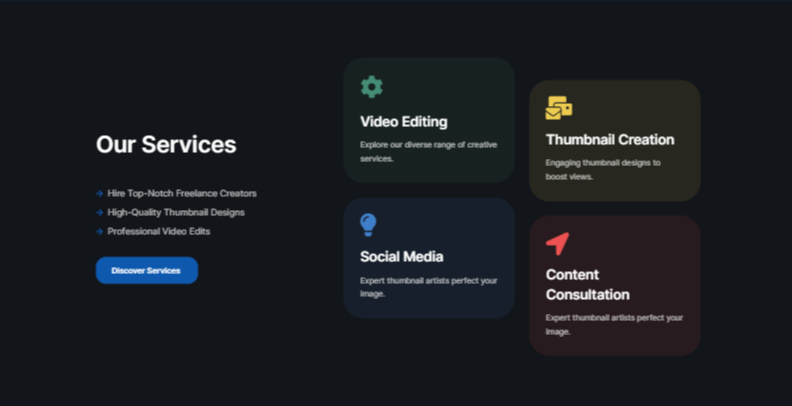 Our Services
Hire Top-Notch Freelance Creators
High-Quality Thumbnail Designs
Professional Video Edits
Discover Services
Video Editing
Explore our diverse range of creative
services.
Social Media
Expert thumbnail artists perfect your
image.
Thumbnail Creation
Engaging thumbnail designs to
boost views.
Content
Consultation
Expert thumbnail artists perfect your
image.